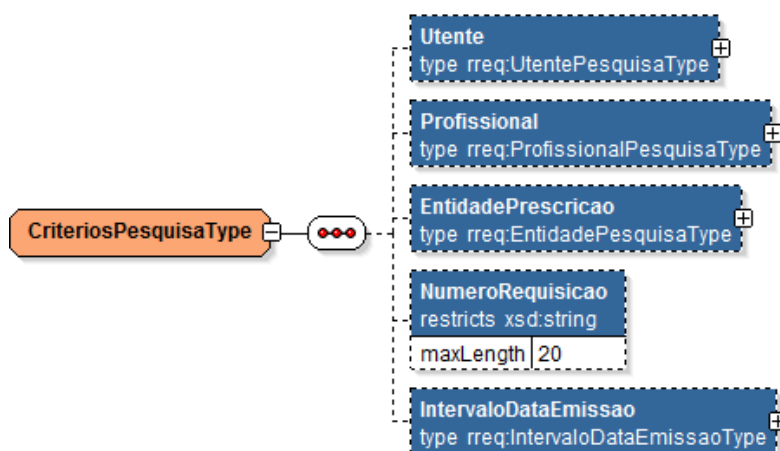 Utente
type rreq:UtentePesquisaType
Profissional
type rreq:ProfissionalPesquisaType
CriteriosPesquisaType
EntidadePrescricao
type rreq:EntidadePesquisaType
NumeroRequisicao
restricts xsd:string
maxLength 20
IntervaloDataEmissao
type rreq:IntervaloDataEmissaoType